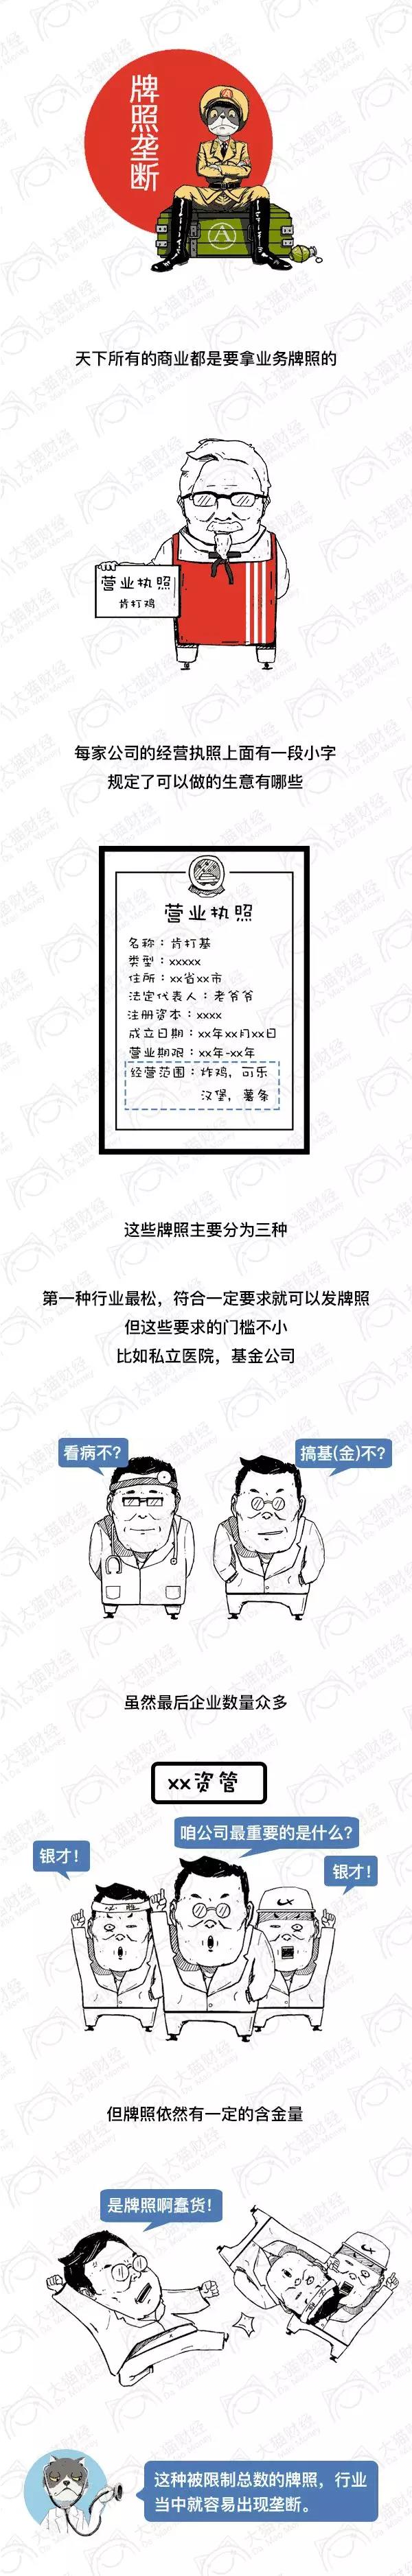 牌照垄断
天下所有的商业都是要拿业务牌照的
营业执照
肯打鸡
每家公司的经营执照上面有一段小字
规定了可以做的生意有哪些
营业执照
名称：肯打基
类型：xxxxx
住所：xx省xx市
法定代表人：老爷爷
注册资本：xxxx
成立日期：xx年xx月xx日
营业期限：xx年-xx年
经营范围：炸鸡，可乐
汉堡，薯条
这些牌照主要分为三种
第一种行业最松，符合一定要求就可以发牌照
但这些要求的门槛不小
比如私立医院，基金公司
看病不？
搞基(金)不？
虽然最后企业数量众多
xx资管
咱公司最重要的是什么？
银才！
银才！
但牌照依然有一定的含金量
是牌照啊蠢货！
这种被限制总数的牌照，行业
当中就容易出现垄断。
大猫财经
Da Mao Money